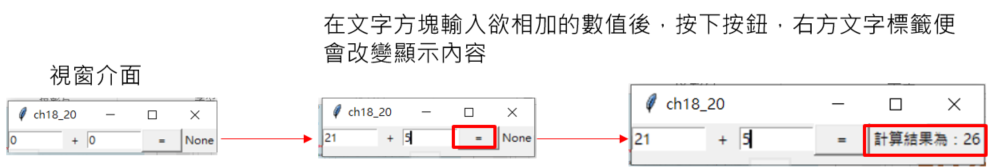 在文字方塊輸入欲相加的數值後，按下按鈕，右方文字標籤便
會改變顯示內容
視窗介面
ch18_20
0 + 0 = None
ch18_20
21 + 5 = None
ch18_20
21 + 5 = 計算結果為：26